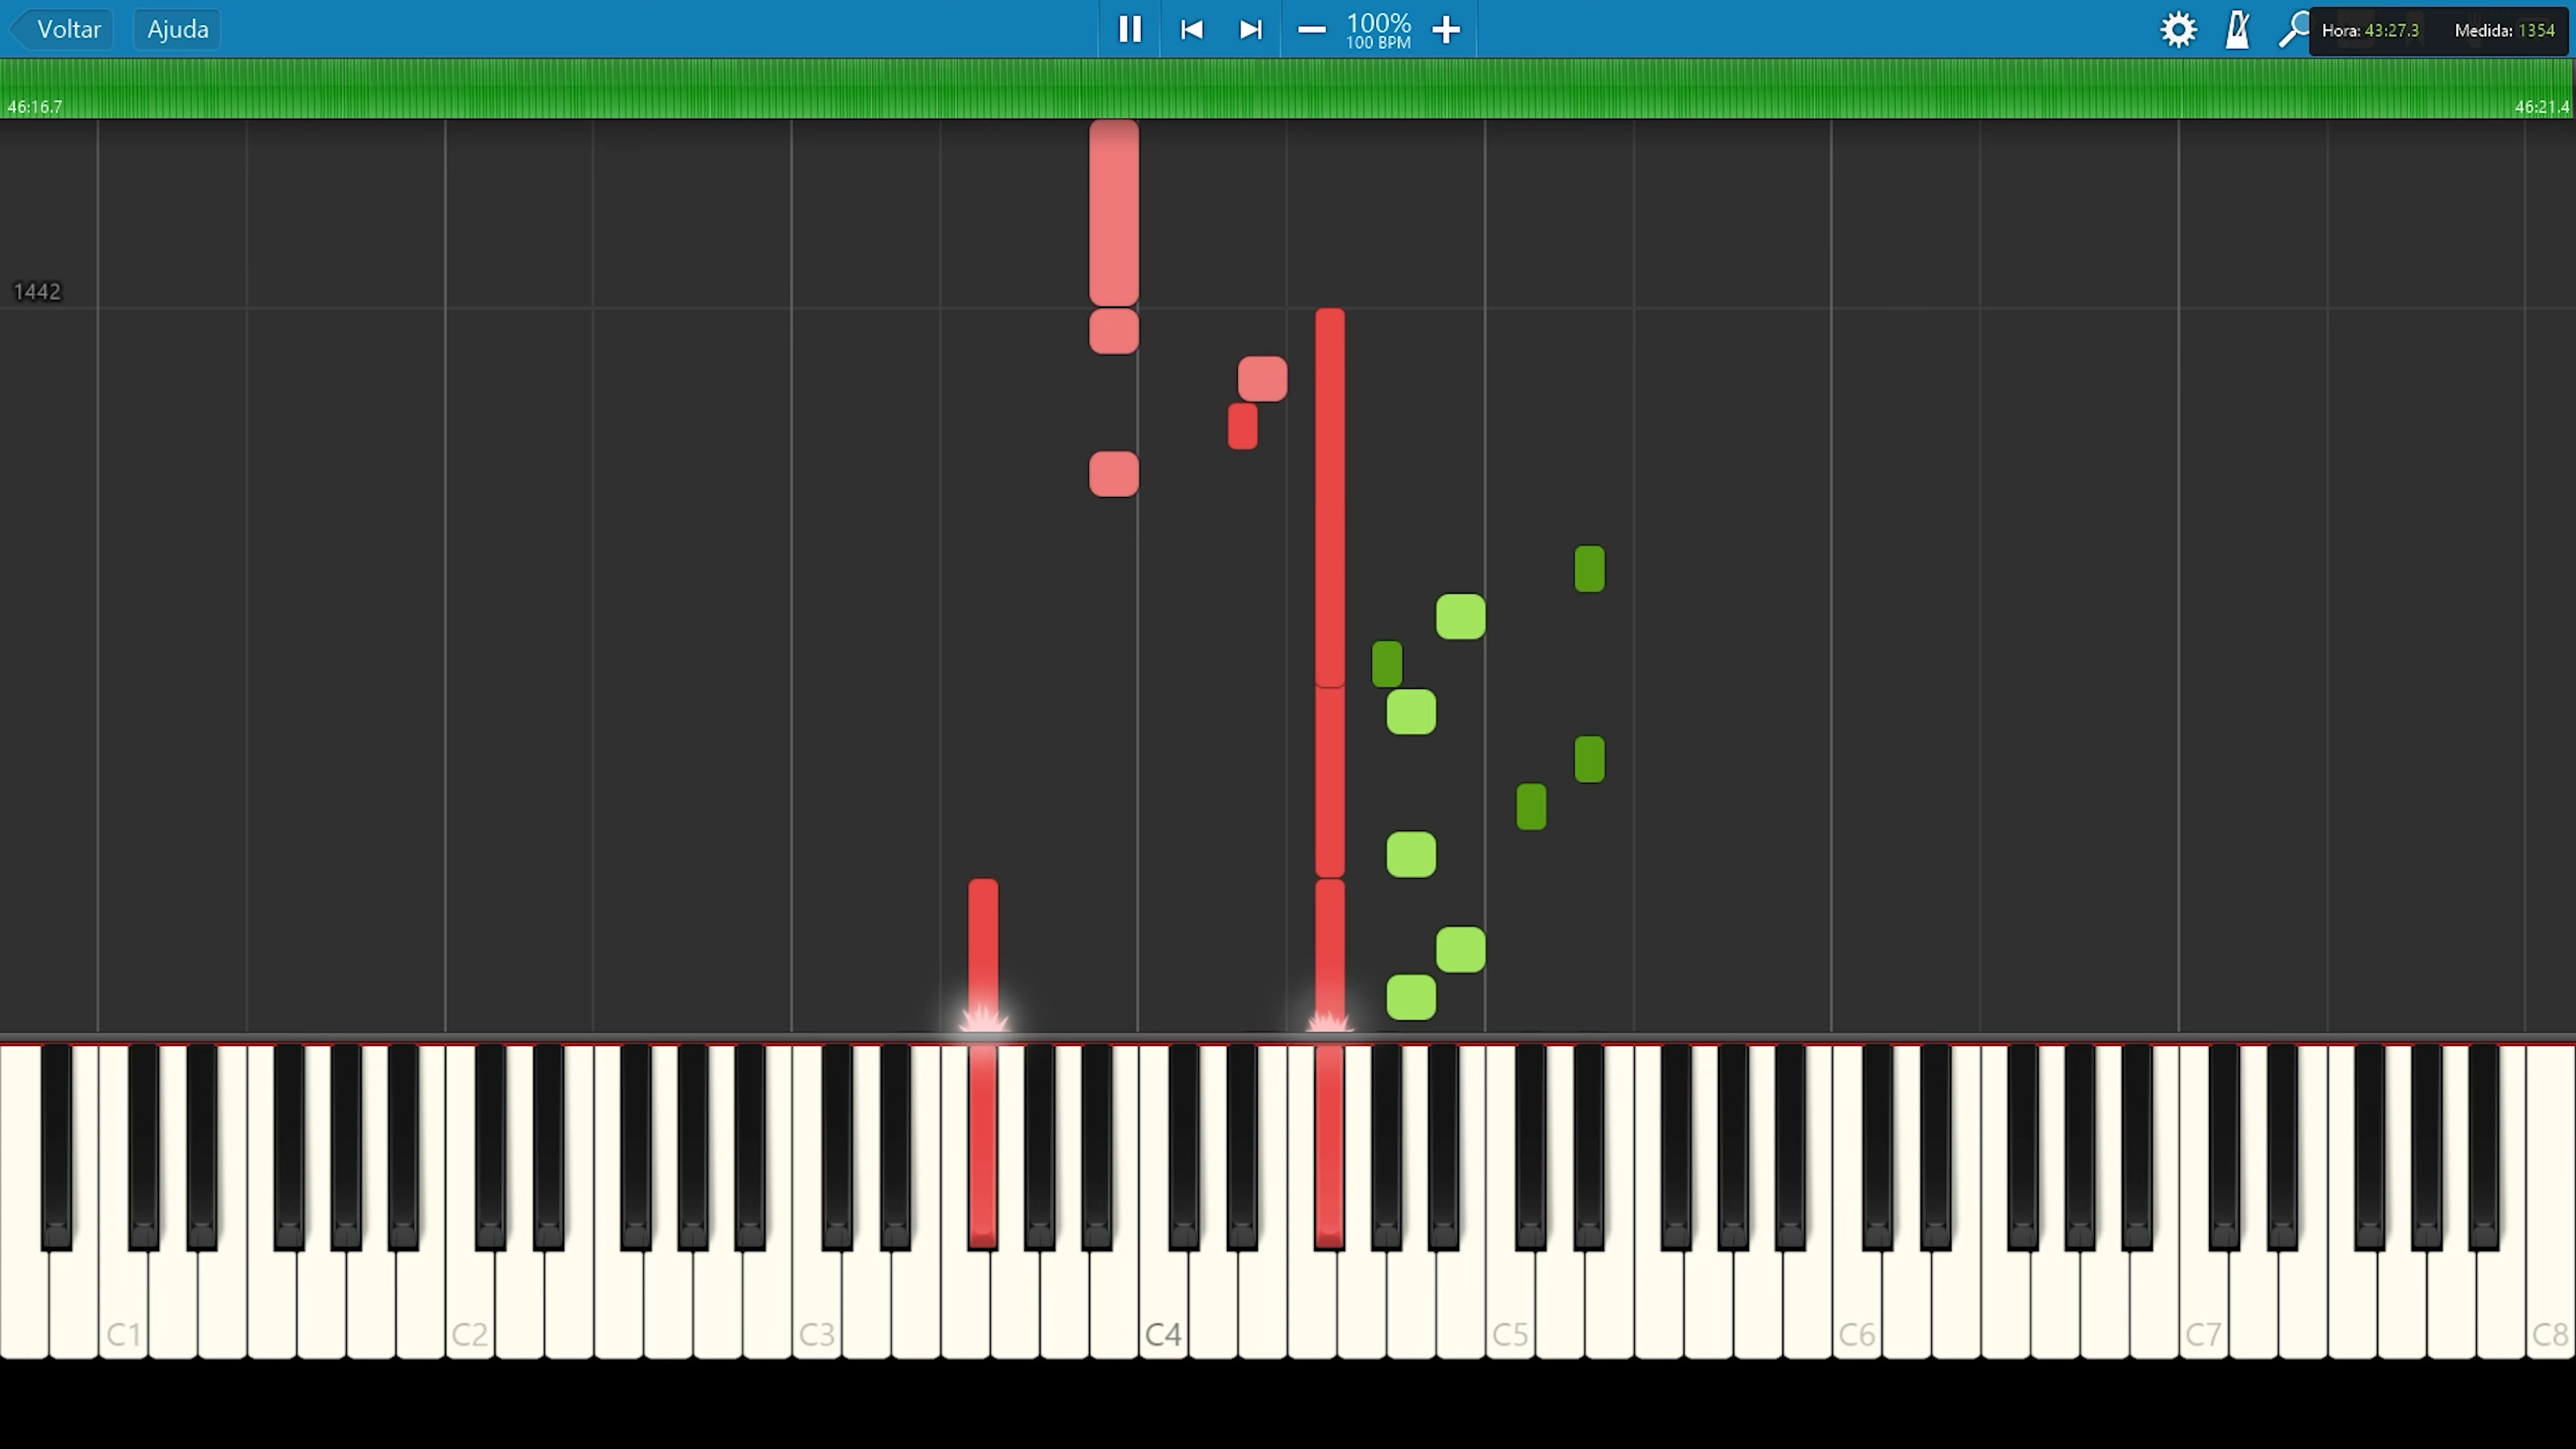 Voltar
Ajuda
100%
100 BPM
Hora: 43:27.3 Medida: 1354
46:16.7
46:21.4
1442
C1 C2 C3 C4 C5 C6 C7 C8